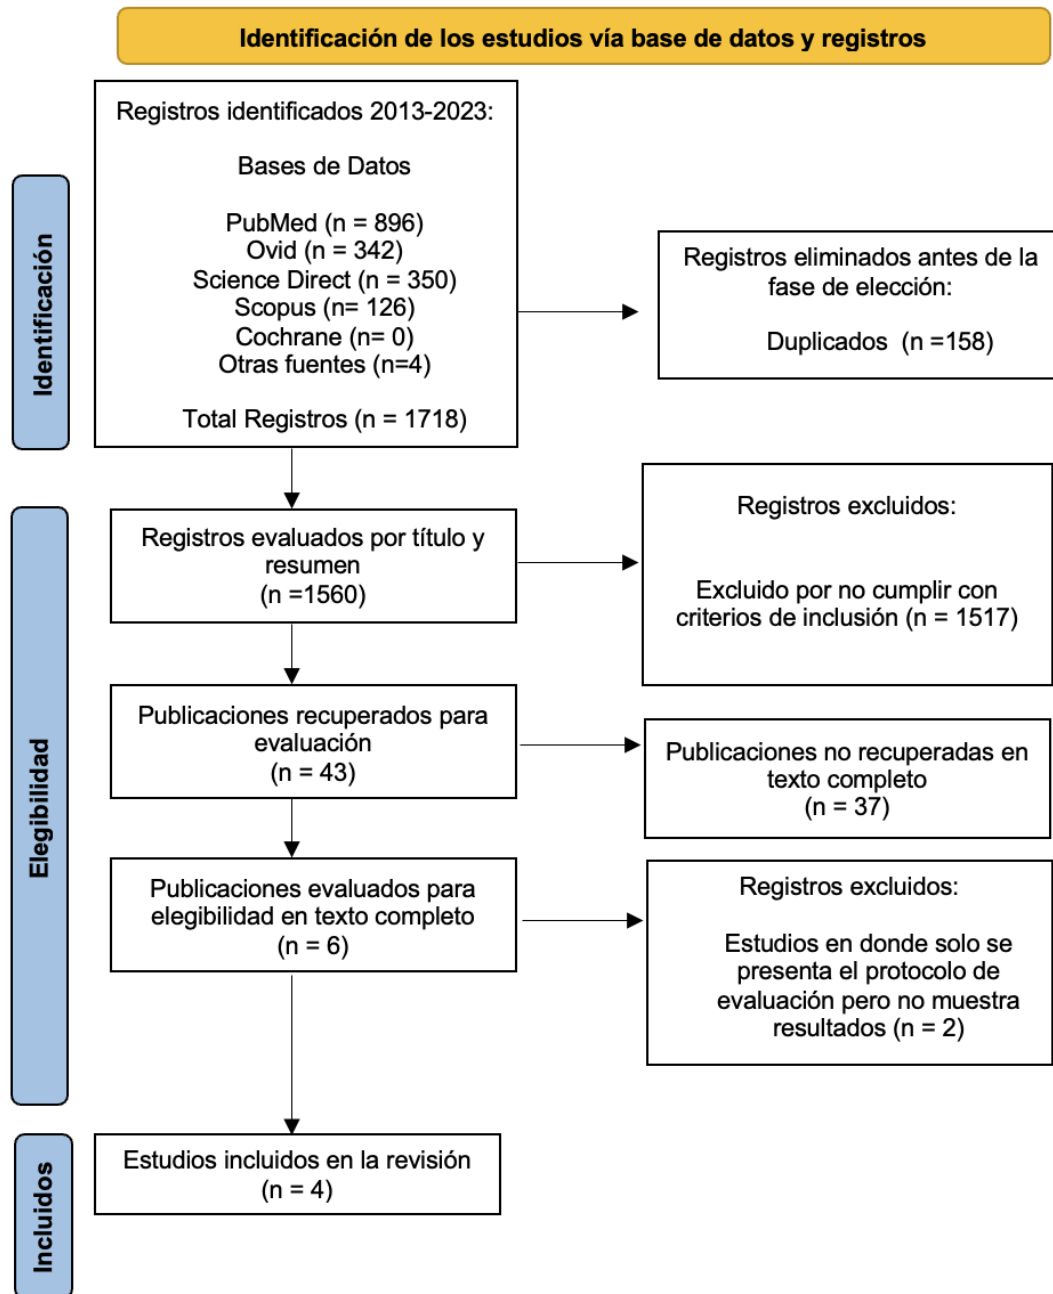 Identificación de los estudios vía base de datos y registros
Identificación
Registros identificados 2013-2023:
Bases de Datos
PubMed (n = 896)
Ovid (n = 342)
Science Direct (n = 350)
Scopus (n= 126)
Cochrane (n= 0)
Otras fuentes (n=4)
Total Registros (n = 1718)
Registros eliminados antes de la
fase de elección:
Duplicados (n =158)
Elegibilidad
Registros evaluados por título y
resumen
(n =1560)
Registros excluidos:
Excluido por no cumplir con
criterios de inclusión (n = 1517)
Publicaciones recuperados para
evaluación
(n = 43)
Publicaciones no recuperadas en
texto completo
(n = 37)
Publicaciones evaluados para
elegibilidad en texto completo
(n = 6)
Registros excluidos:
Estudios en donde solo se
presenta el protocolo de
evaluación pero no muestra
resultados (n = 2)
Incluidos
Estudios incluidos en la revisión
(n = 4)